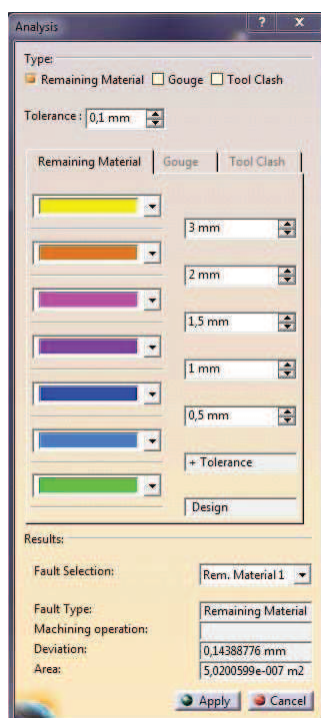 Analysis
? X
Type:
Remaining Material Gouge Tool Clash
Tolerance : 0,1 mm
Remaining Material Gouge Tool Clash
3 mm
2 mm
1,5 mm
1 mm
0,5 mm
+ Tolerance
Design
Results:
Fault Selection: Rem. Material 1
Fault Type: Remaining Material
Machining operation:
Deviation: 0,14388776 mm
Area: 5,0200599e-007 m2
Apply Cancel